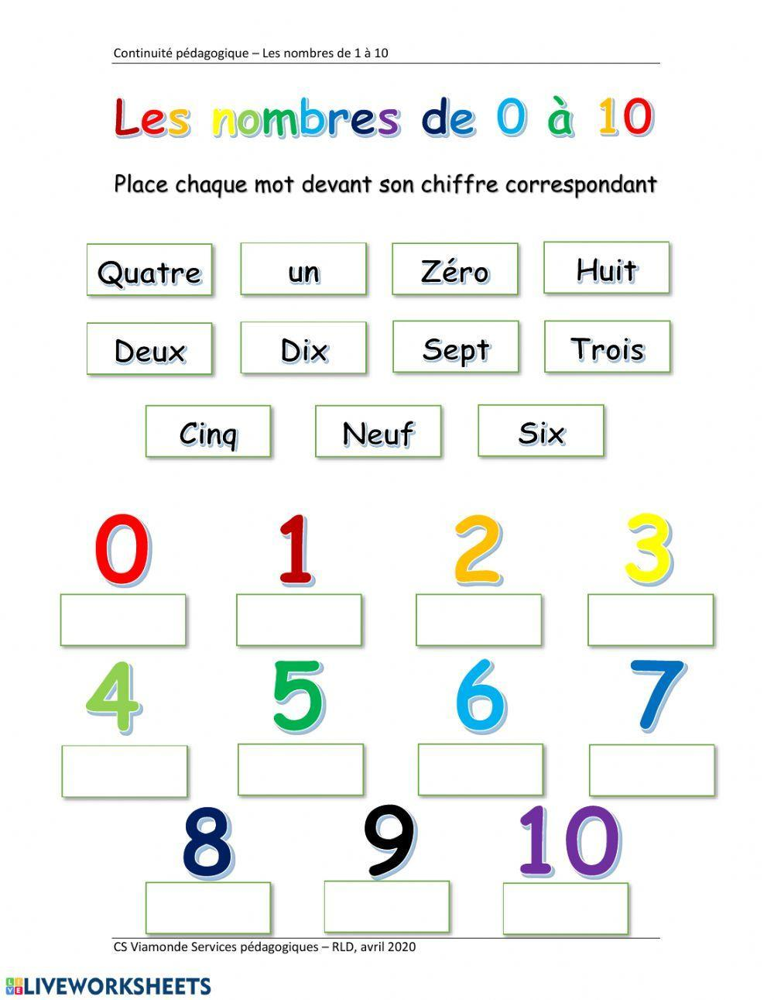 Continuité pédagogique – Les nombres de 1 à 10
Les nombres de 0 à 10
Place chaque mot devant son chiffre correspondant
Quatre un Zéro Huit
Deux Dix Sept Trois
Cinq Neuf Six
0 1 2 3
4 5 6 7
8 9 10
CS Viamonde Services pédagogiques – RLD, avril 2020
LIVE LIVEWORKSHEETS